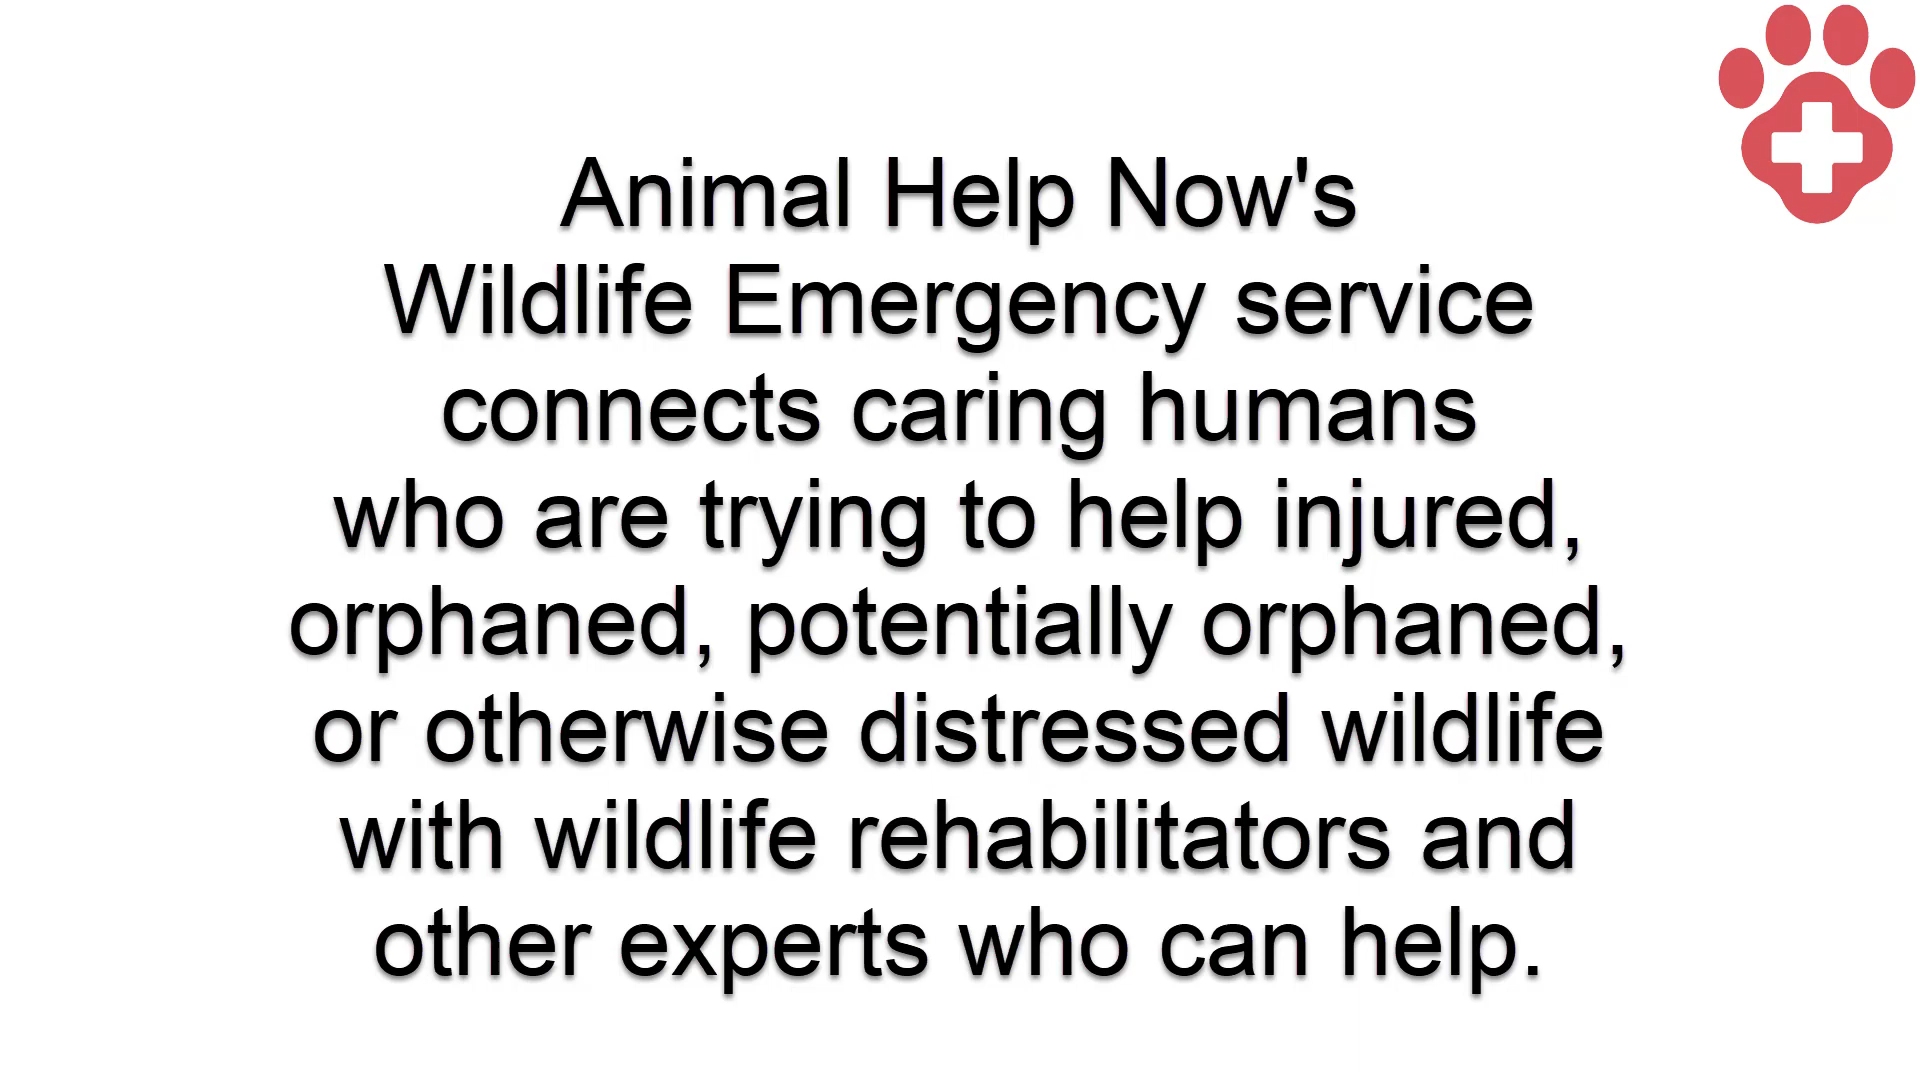 Animal Help Now's
Wildlife Emergency service
connects caring humans
who are trying to help injured,
orphaned, potentially orphaned,
or otherwise distressed wildlife
with wildlife rehabilitators and
other experts who can help.